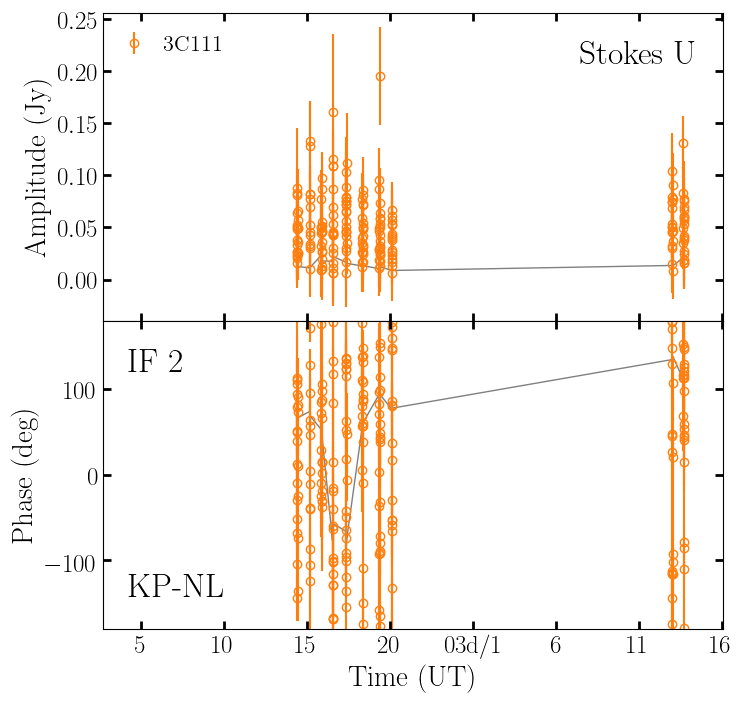 0.25
3C111
Stokes U
0.20
0.15
0.10
0.05
0.00
Amplitude (Jy)
IF 2
100
0
−100
Phase (deg)
KP-NL
5 10 15 20 03d/1 6 11 16
Time (UT)